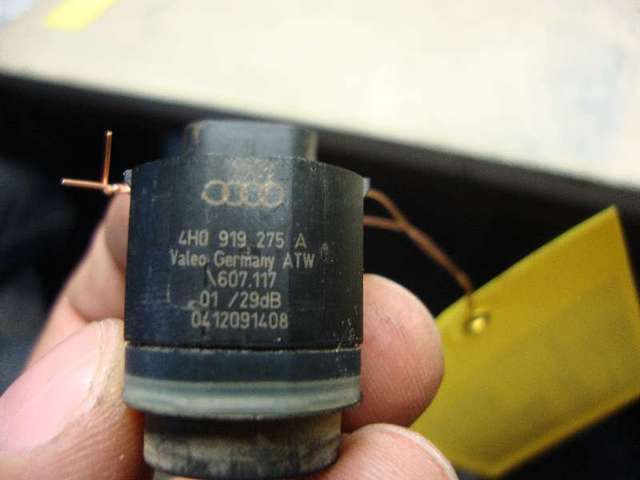 4H0 919 275 A
Valeo Germany ATW
607.117
01 /29dB
0412091408